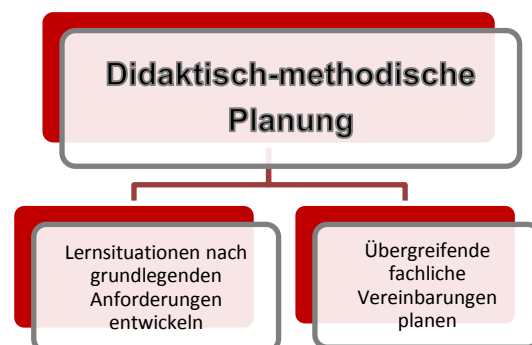 Didaktisch-methodische
Planung
Lernsituationen nach
grundlegenden
Anforderungen
entwickeln
Übergreifende
fachliche
Vereinbarungen
planen